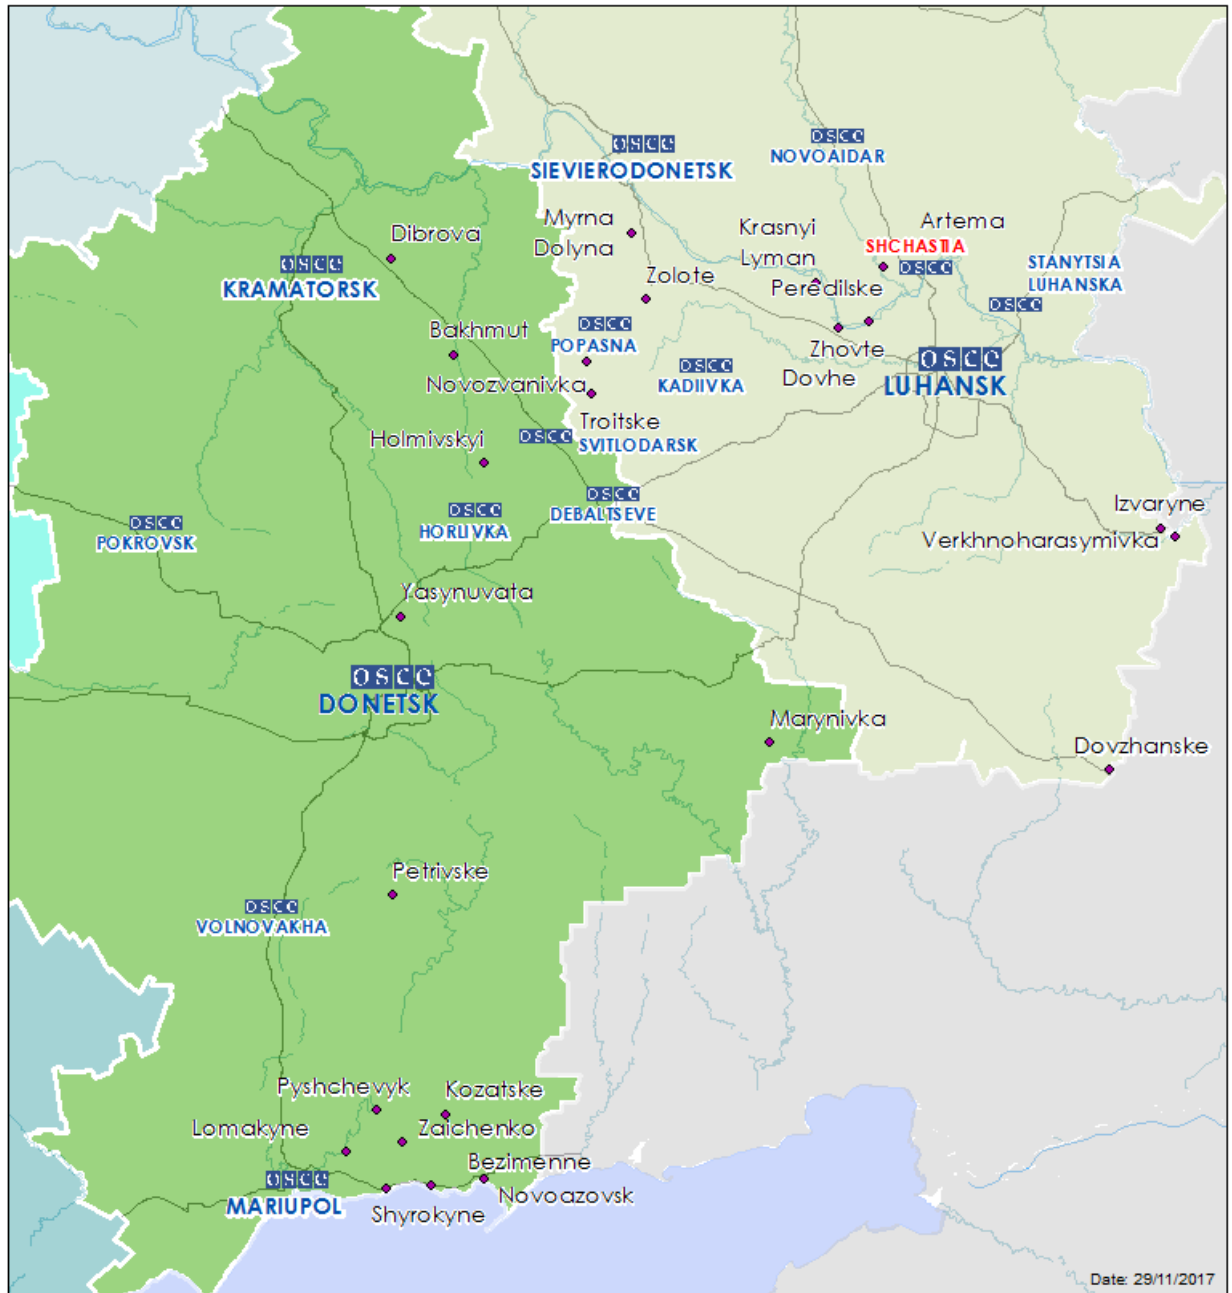 OSCE
NOVOAIDAR
OSCE
SIEVIERODONETSK
Myrna
Dolyna
Krasnyi
Lyman
Artema
SHCHASTIA
OSCE
STANYTSIA
LUHANSKA
OSCE
Dibrova
OSCE
KRAMATORSK
Zolote
Peredilske
OSCE
POPASNA
Bakhmut
Zhovte
Dovhe
OSCE
KADIIVKA
OSCE
LUHANSK
Novozvanivka
Troitske
OSCE
SVITLODARSK
Holmivskyi
OSCE
DEBALTSEVE
OSCE
HORLIVKA
OSCE
POKROVSK
Izvaryne
Verkhnoharasymivka
Yasynuvata
OSCE
DONETSK
Marynivka
Dovzhanske
Petrivske
OSCE
VOLNOVAKHA
Pyshchevyk
Kozatske
Lomakyne
Zaichenko
OSCE
MARIUPOL
Bezimenne
Novoazovsk
Shyrokyne
Date: 29/11/2017